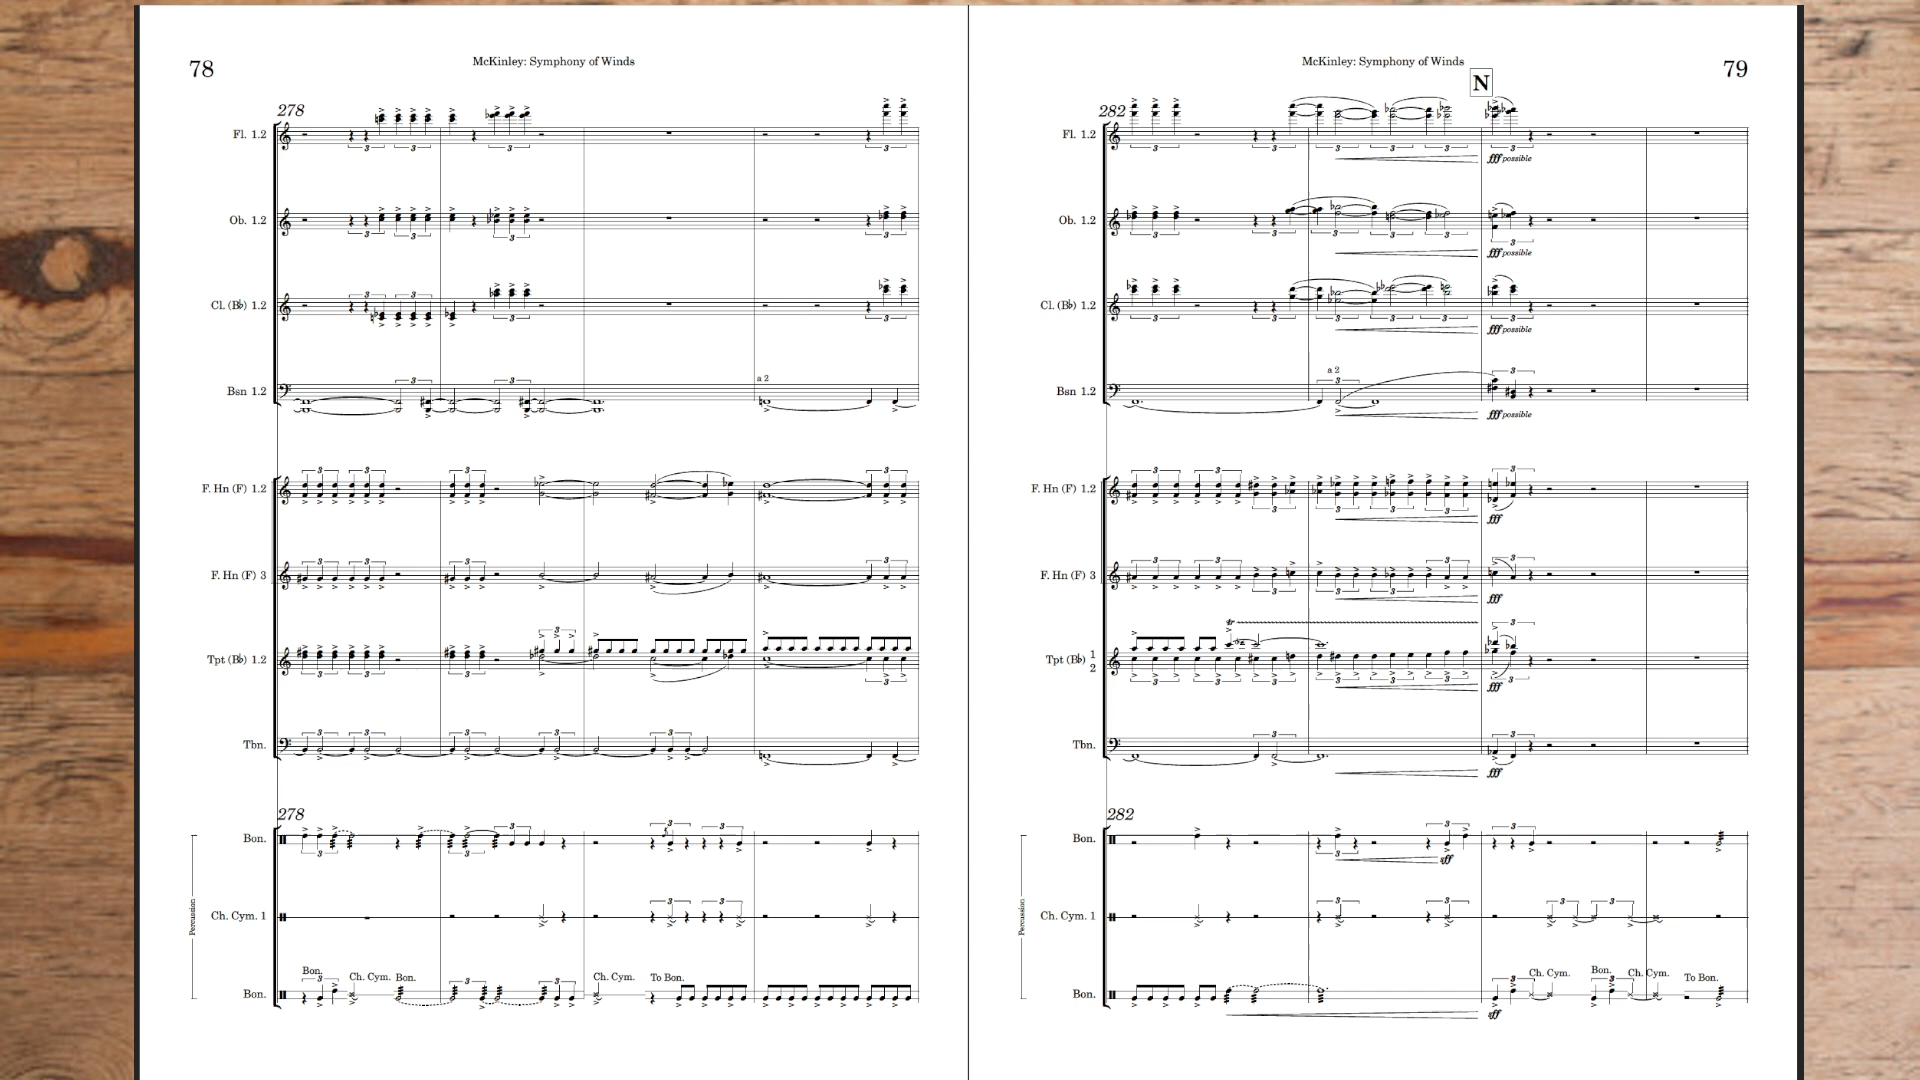 78
McKinley: Symphony of Winds
278
Fl. 1.2
Ob. 1.2
Cl. (B♭) 1.2
Bsn 1.2
a 2
F. Hn (F) 1.2
F. Hn (F) 3
Tpt (B♭) 1.2
Tbn.
278
Percussion
Bon.
Ch. Cym. 1
Bon.
Bon. Ch. Cym. Bon. Ch. Cym. To Bon.
McKinley: Symphony of Winds
79
N
282
Fl. 1.2
fff possible
Ob. 1.2
fff possible
Cl. (B♭) 1.2
fff possible
Bsn 1.2
a 2
fff possible
F. Hn (F) 1.2
fff
F. Hn (F) 3
fff
Tpt (B♭) 1
2
tr
fff
Tbn.
fff
282
Percussion
Bon.
sff
Ch. Cym. 1
Bon.
Ch. Cym. Bon. Ch. Cym. To Bon.
sff